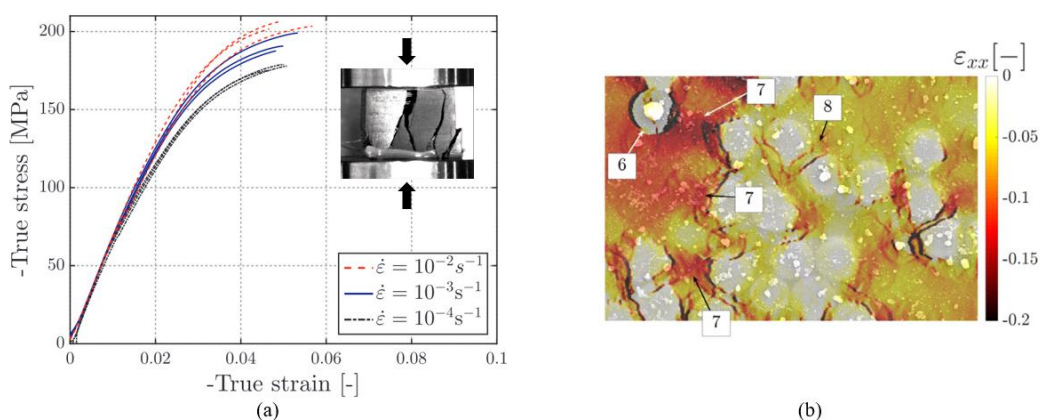 200
150
100
50
0
-True stress [MPa]
ε̇ = 10⁻²s⁻¹
ε̇ = 10⁻³s⁻¹
ε̇ = 10⁻⁴s⁻¹
0 0.02 0.04 0.06 0.08 0.1
-True strain [-]
(a)
ε_xx[−]
7
8
6
7
7
0
-0.05
-0.1
-0.15
-0.2
(b)